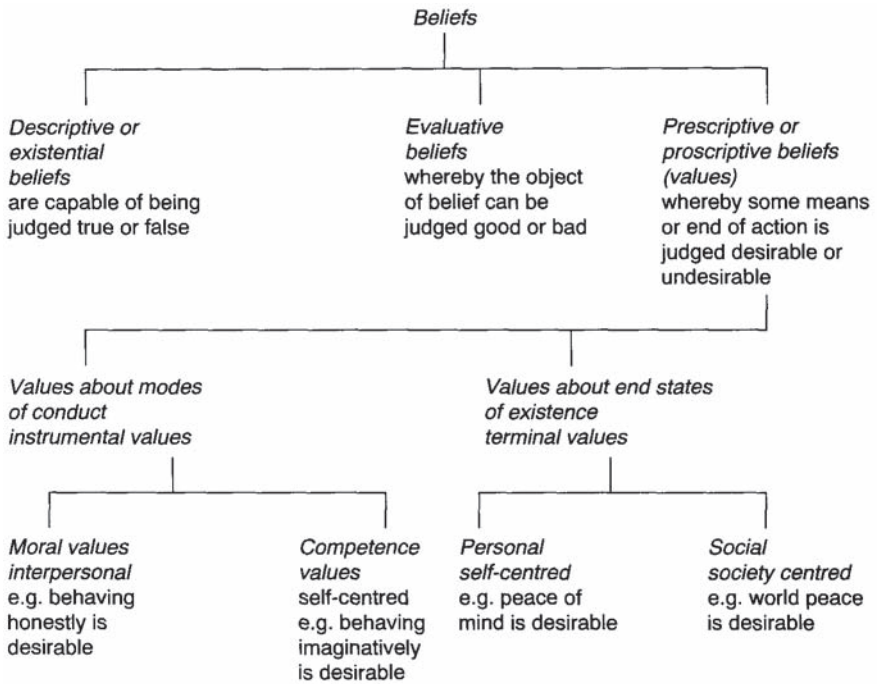 Beliefs
Descriptive or
existential
beliefs
are capable of being
judged true or false
Evaluative
beliefs
whereby the object
of belief can be
judged good or bad
Prescriptive or
proscriptive beliefs
(values)
whereby some means
or end of action is
judged desirable or
undesirable
Values about modes
of conduct
instrumental values
Values about end states
of existence
terminal values
Moral values
interpersonal
e.g. behaving
honestly is
desirable
Competence
values
self-centred
e.g. behaving
imaginatively
is desirable
Personal
self-centred
e.g. peace of
mind is desirable
Social
society centred
e.g. world peace
is desirable